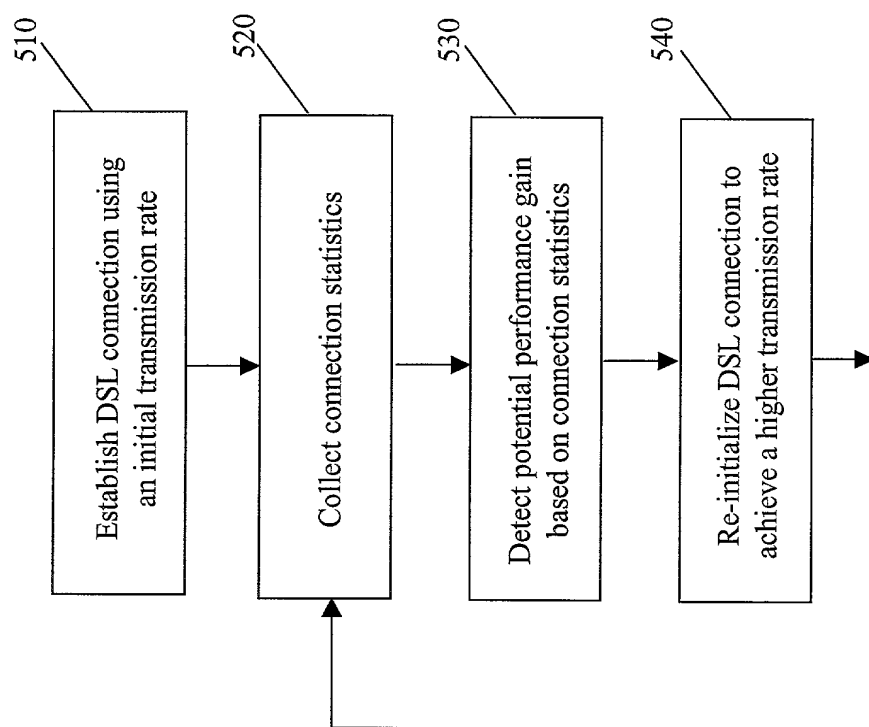 510
Establish DSL connection using
an initial transmission rate
520
Collect connection statistics
530
Detect potential performance gain
based on connection statistics
540
Re-initialize DSL connection to
achieve a higher transmission rate